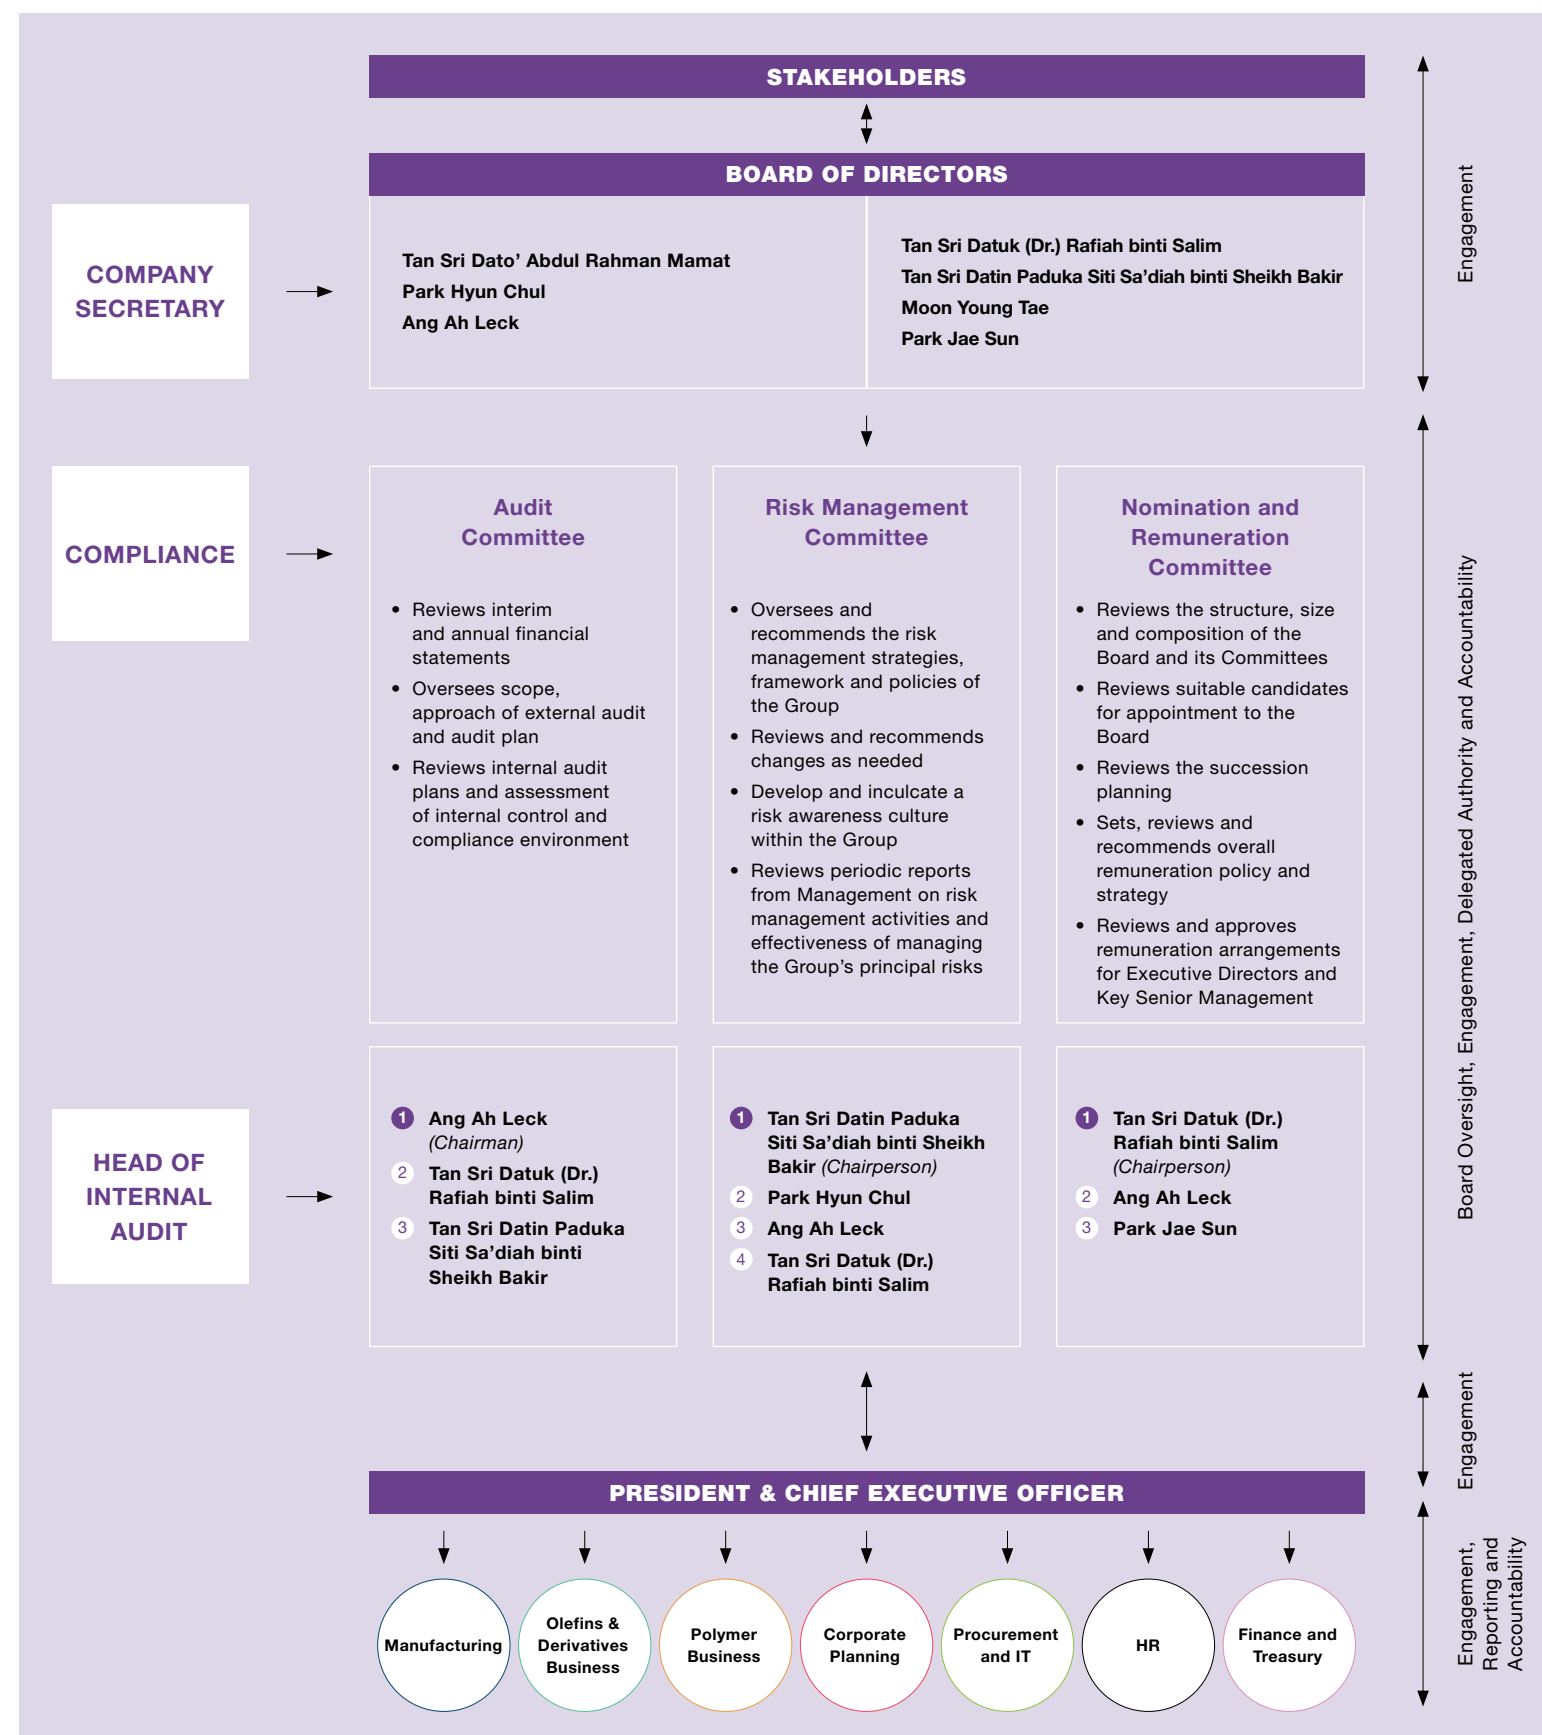 STAKEHOLDERS
BOARD OF DIRECTORS
COMPANY
SECRETARY
Tan Sri Dato’ Abdul Rahman Mamat
Park Hyun Chul
Ang Ah Leck
Tan Sri Datuk (Dr.) Rafiah binti Salim
Tan Sri Datin Paduka Siti Sa’diah binti Sheikh Bakir
Moon Young Tae
Park Jae Sun
Engagement
COMPLIANCE
Audit
Committee
• Reviews interim
and annual financial
statements
• Oversees scope,
approach of external audit
and audit plan
• Reviews internal audit
plans and assessment
of internal control and
compliance environment
Risk Management
Committee
• Oversees and
recommends the risk
management strategies,
framework and policies of
the Group
• Reviews and recommends
changes as needed
• Develop and inculcate a
risk awareness culture
within the Group
• Reviews periodic reports
from Management on risk
management activities and
effectiveness of managing
the Group’s principal risks
Nomination and
Remuneration
Committee
• Reviews the structure, size
and composition of the
Board and its Committees
• Reviews suitable candidates
for appointment to the
Board
• Reviews the succession
planning
• Sets, reviews and
recommends overall
remuneration policy and
strategy
• Reviews and approves
remuneration arrangements
for Executive Directors and
Key Senior Management
Board Oversight, Engagement, Delegated Authority and Accountability
HEAD OF
INTERNAL
AUDIT
1 Ang Ah Leck
(Chairman)
2 Tan Sri Datuk (Dr.)
Rafiah binti Salim
3 Tan Sri Datin Paduka
Siti Sa’diah binti
Sheikh Bakir
1 Tan Sri Datin Paduka
Siti Sa’diah binti Sheikh
Bakir (Chairperson)
2 Park Hyun Chul
3 Ang Ah Leck
4 Tan Sri Datuk (Dr.)
Rafiah binti Salim
1 Tan Sri Datuk (Dr.)
Rafiah binti Salim
(Chairperson)
2 Ang Ah Leck
3 Park Jae Sun
Engagement
PRESIDENT & CHIEF EXECUTIVE OFFICER
Manufacturing
Olefins &
Derivatives
Business
Polymer
Business
Corporate
Planning
Procurement
and IT
HR
Finance and
Treasury
Engagement,
Reporting and
Accountability